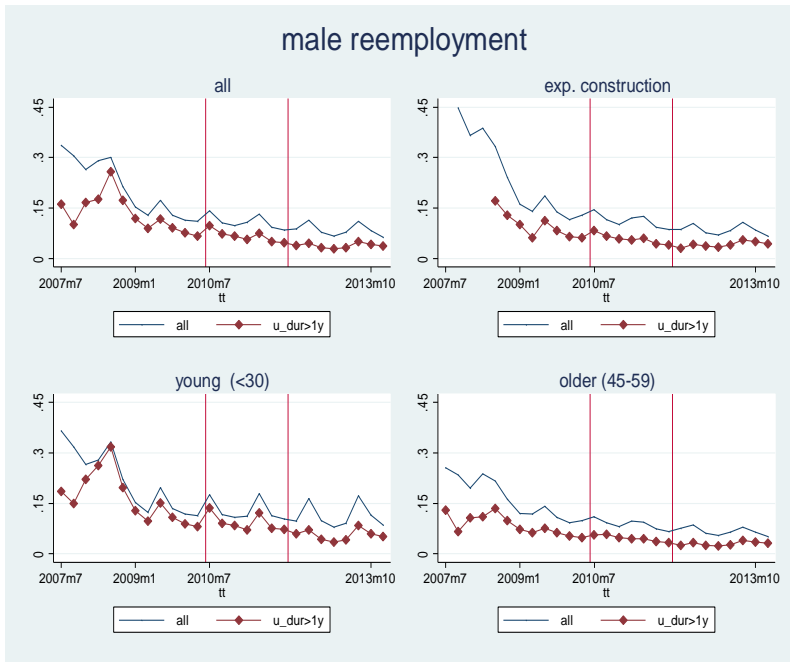 male reemployment
all
.45
.3
.15
0
2007m7 2009m1 2010m7 2013m10
tt
all u_dur>1y
exp. construction
.45
.3
.15
0
2007m7 2009m1 2010m7 2013m10
tt
all u_dur>1y
young (<30)
.45
.3
.15
0
2007m7 2009m1 2010m7 2013m10
tt
all u_dur>1y
older (45-59)
.45
.3
.15
0
2007m7 2009m1 2010m7 2013m10
tt
all u_dur>1y